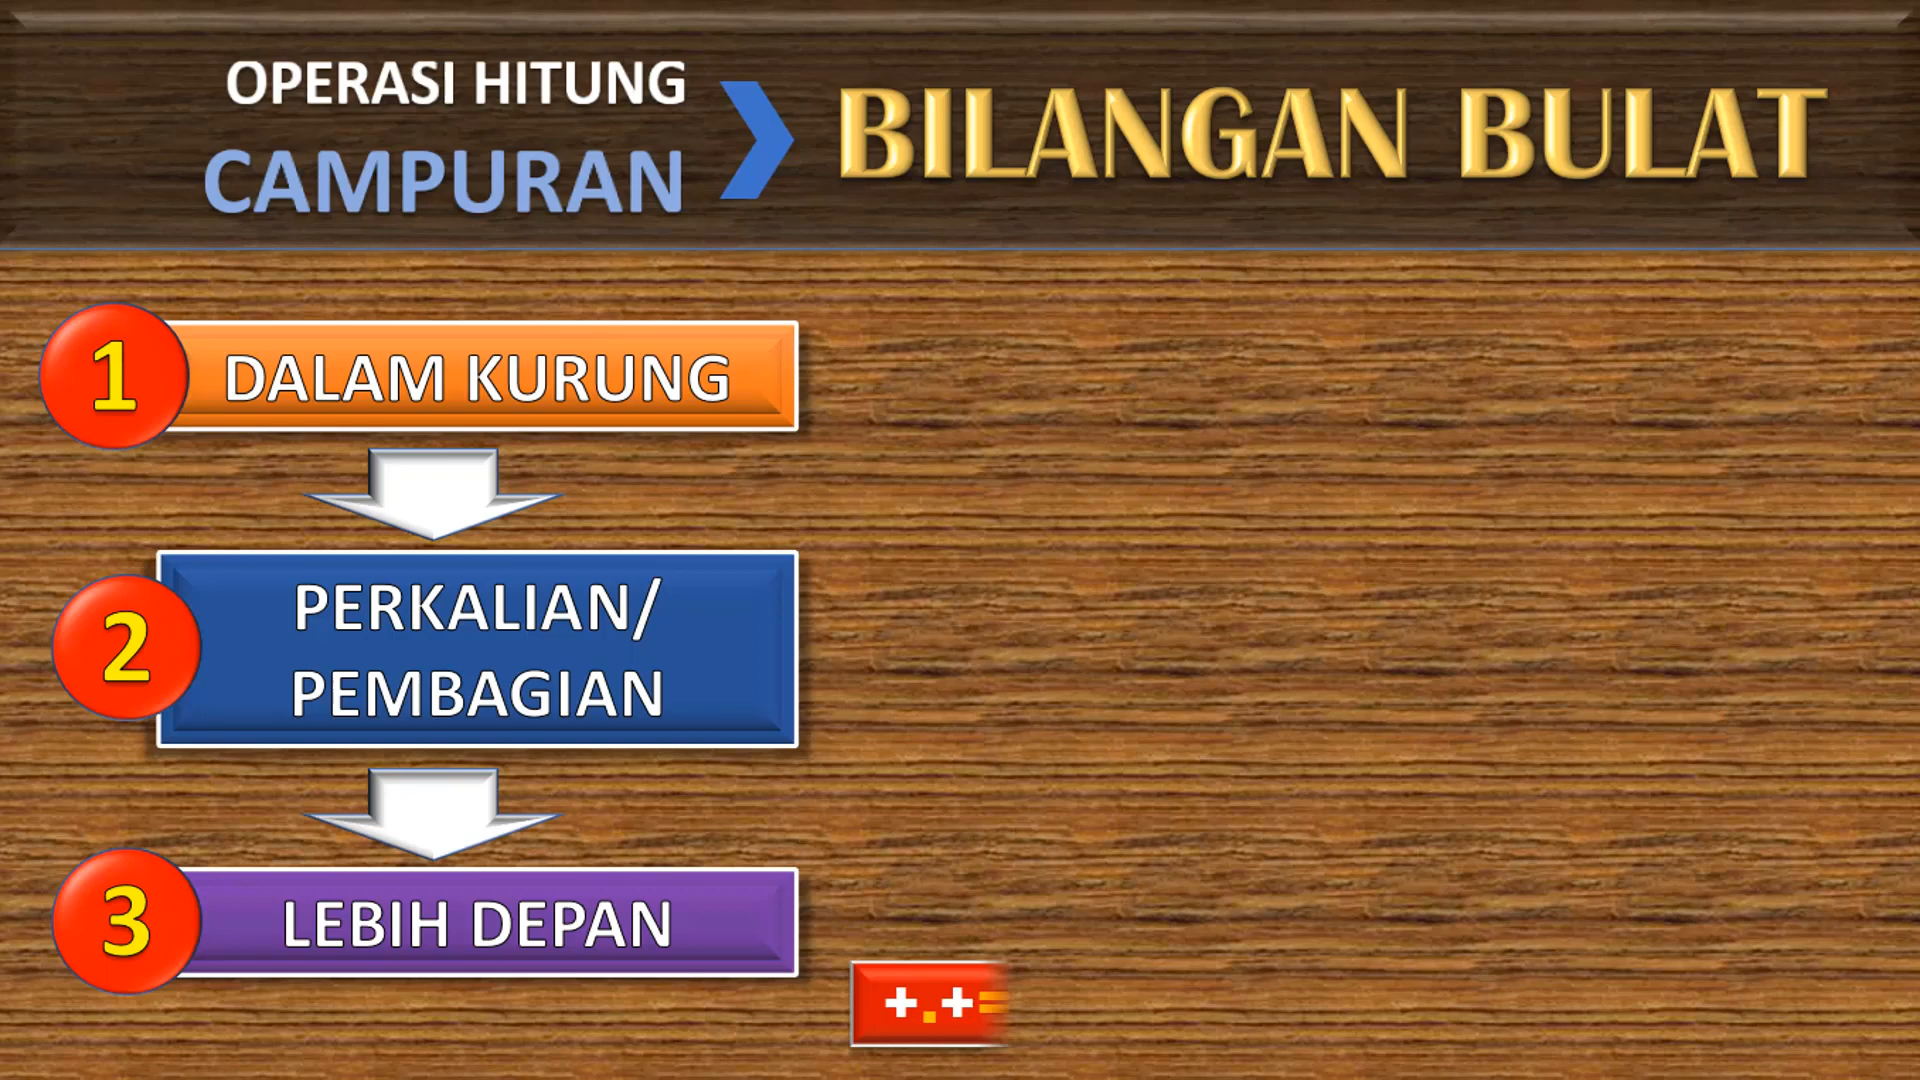 OPERASI HITUNG
CAMPURAN
BILANGAN BULAT
1
DALAM KURUNG
2
PERKALIAN/
PEMBAGIAN
3
LEBIH DEPAN
+.+=